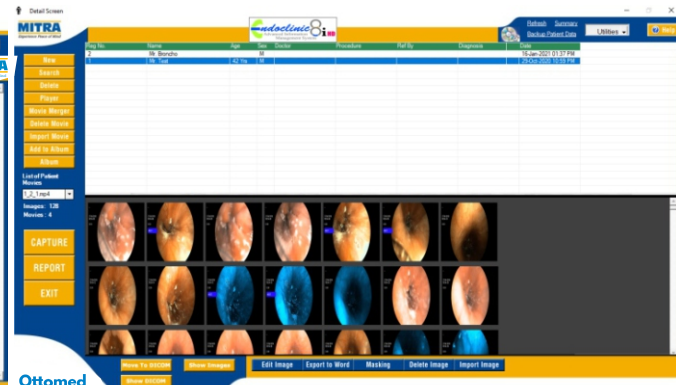 Detail Screen
MITRA
Endoclinic 8i HD
Refresh Summary
Backup Patient Data
Utilities
Help
Reg No. Name Age Sex Doctor Procedure Ref By Diagnosis Date
2 Mr. Broncho M 16-Jan-2021 01:37 PM
1 Mr. Test 42 Yrs M 29-Oct-2020 10:59 PM
New
Search
Delete
Player
Movie Merger
Delete Movie
Import Movie
Add to Album
Album
List of Patient
Movies
1_2_1.mp4
Images: 128
Movies : 4
CAPTURE
REPORT
EXIT
Move To DICOM
Show Images
Edit Image
Export to Word
Masking
Delete Image
Import Image
Show DICOM
Ottomed